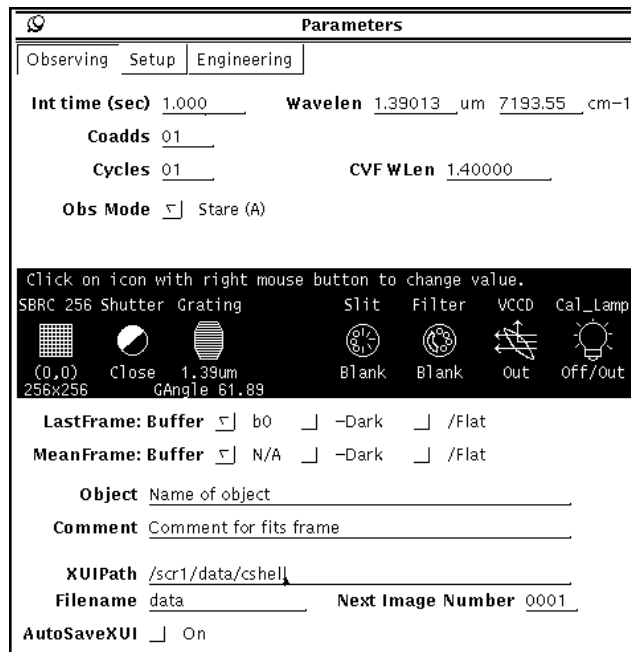 Parameters
Observing Setup Engineering
Int time (sec) 1.000 Wavelen 1.39013 um 7193.55 cm-1
Coadds 01
Cycles 01 CVF WLen 1.40000
Obs Mode Stare (A)
Click on icon with right mouse button to change value.
SBRC 256 Shutter Grating Slit Filter VCCD Cal_Lamp
(0,0) Close 1.39um Blank Blank Out Off/Out
256x256 GAngle 61.89
LastFrame: Buffer b0 -Dark /Flat
MeanFrame: Buffer N/A -Dark /Flat
Object Name of object
Comment Comment for fits frame
XUIPath /scr1/data/cshell
Filename data Next Image Number 0001
AutoSaveXUI On